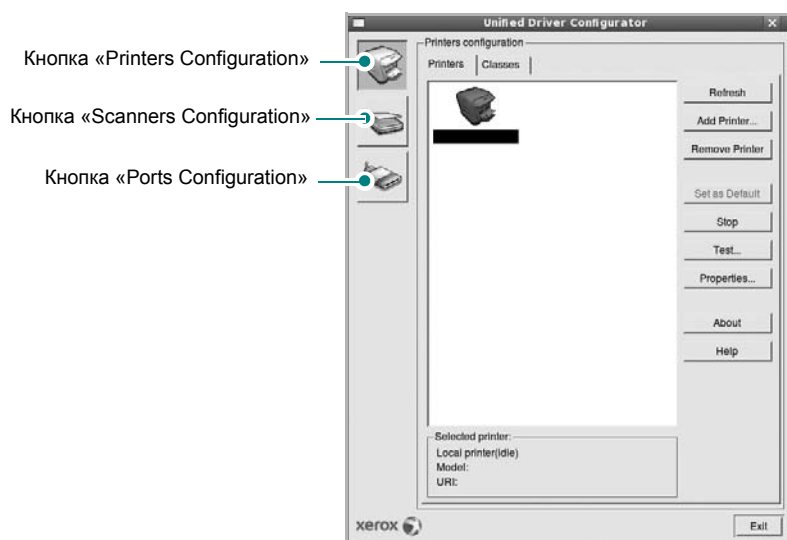 Unified Driver Configurator
Кнопка «Printers Configuration»
Кнопка «Scanners Configuration»
Кнопка «Ports Configuration»
Printers configuration
Printers Classes
Refresh
Add Printer...
Remove Printer
Set as Default
Stop
Test...
Properties...
About
Help
Selected printer:
Local printer(idle)
Model:
URI:
xerox
Exit